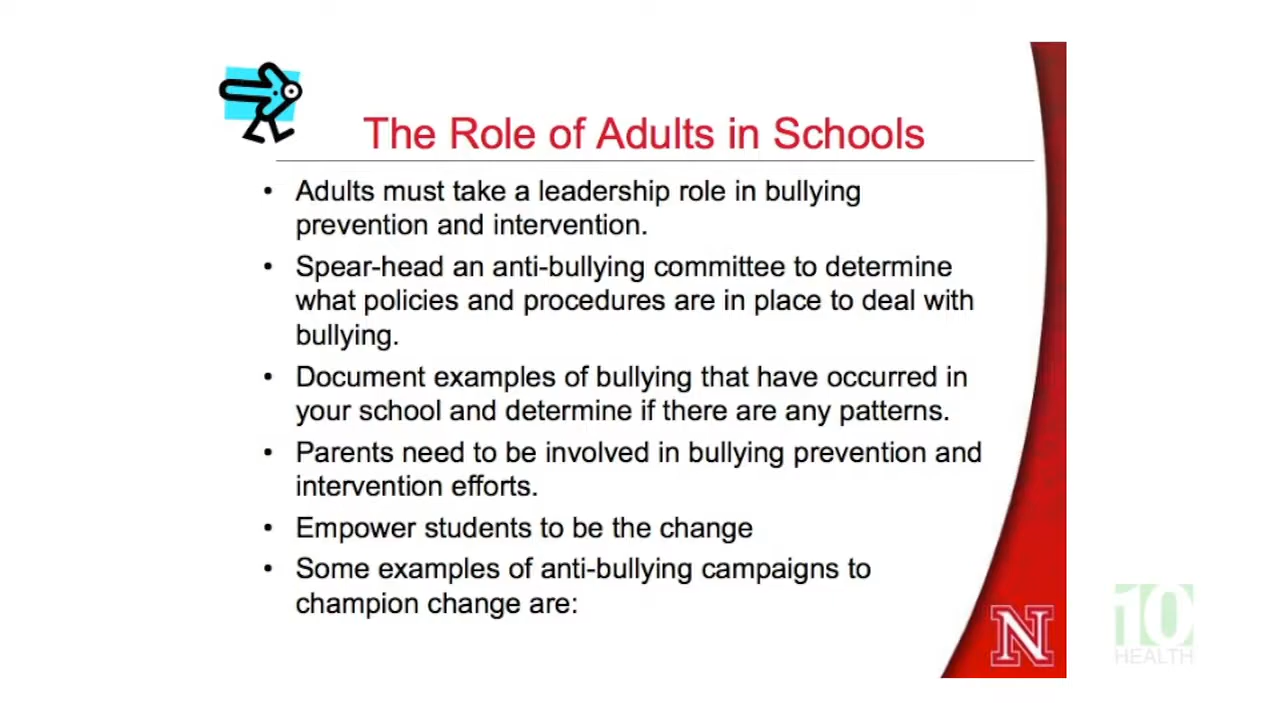 The Role of Adults in Schools
• Adults must take a leadership role in bullying
prevention and intervention.
• Spear-head an anti-bullying committee to determine
what policies and procedures are in place to deal with
bullying.
• Document examples of bullying that have occurred in
your school and determine if there are any patterns.
• Parents need to be involved in bullying prevention and
intervention efforts.
• Empower students to be the change
• Some examples of anti-bullying campaigns to
champion change are:
N
10
HEALTH